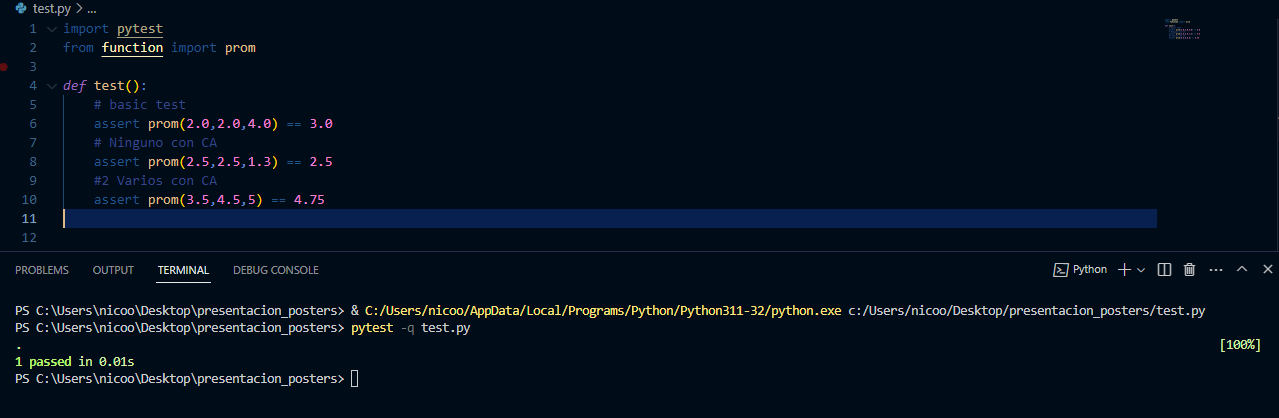 test.py > ...
1 import pytest
2 from function import prom
3
4 def test():
5 # basic test
6 assert prom(2.0,2.0,4.0) == 3.0
7 # Ninguno con CA
8 assert prom(2.5,2.5,1.3) == 2.5
9 #2 Varios con CA
10 assert prom(3.5,4.5,5) == 4.75
11
12
PROBLEMS OUTPUT TERMINAL DEBUG CONSOLE Python
PS C:\Users\nicoo\Desktop\presentacion_posters> & C:/Users/nicoo/AppData/Local/Programs/Python/Python311-32/python.exe c:/Users/nicoo/Desktop/presentacion_posters/test.py
PS C:\Users\nicoo\Desktop\presentacion_posters> pytest -q test.py
. [100%]
1 passed in 0.01s
PS C:\Users\nicoo\Desktop\presentacion_posters>